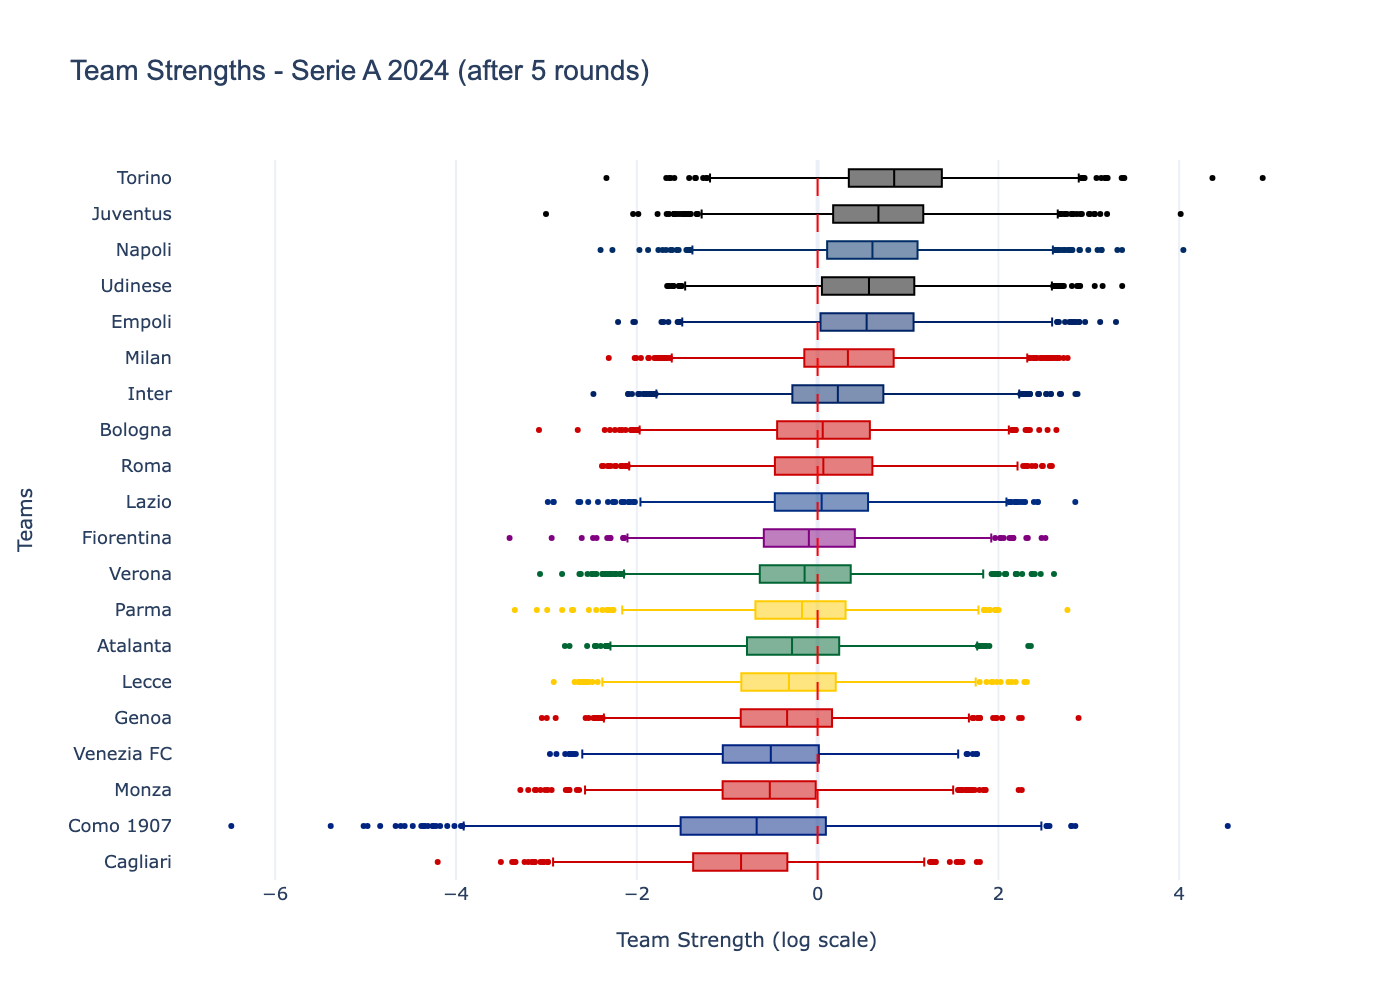 Team Strengths - Serie A 2024 (after 5 rounds)
Teams
Torino
Juventus
Napoli
Udinese
Empoli
Milan
Inter
Bologna
Roma
Lazio
Fiorentina
Verona
Parma
Atalanta
Lecce
Genoa
Venezia FC
Monza
Como 1907
Cagliari
−6 −4 −2 0 2 4
Team Strength (log scale)